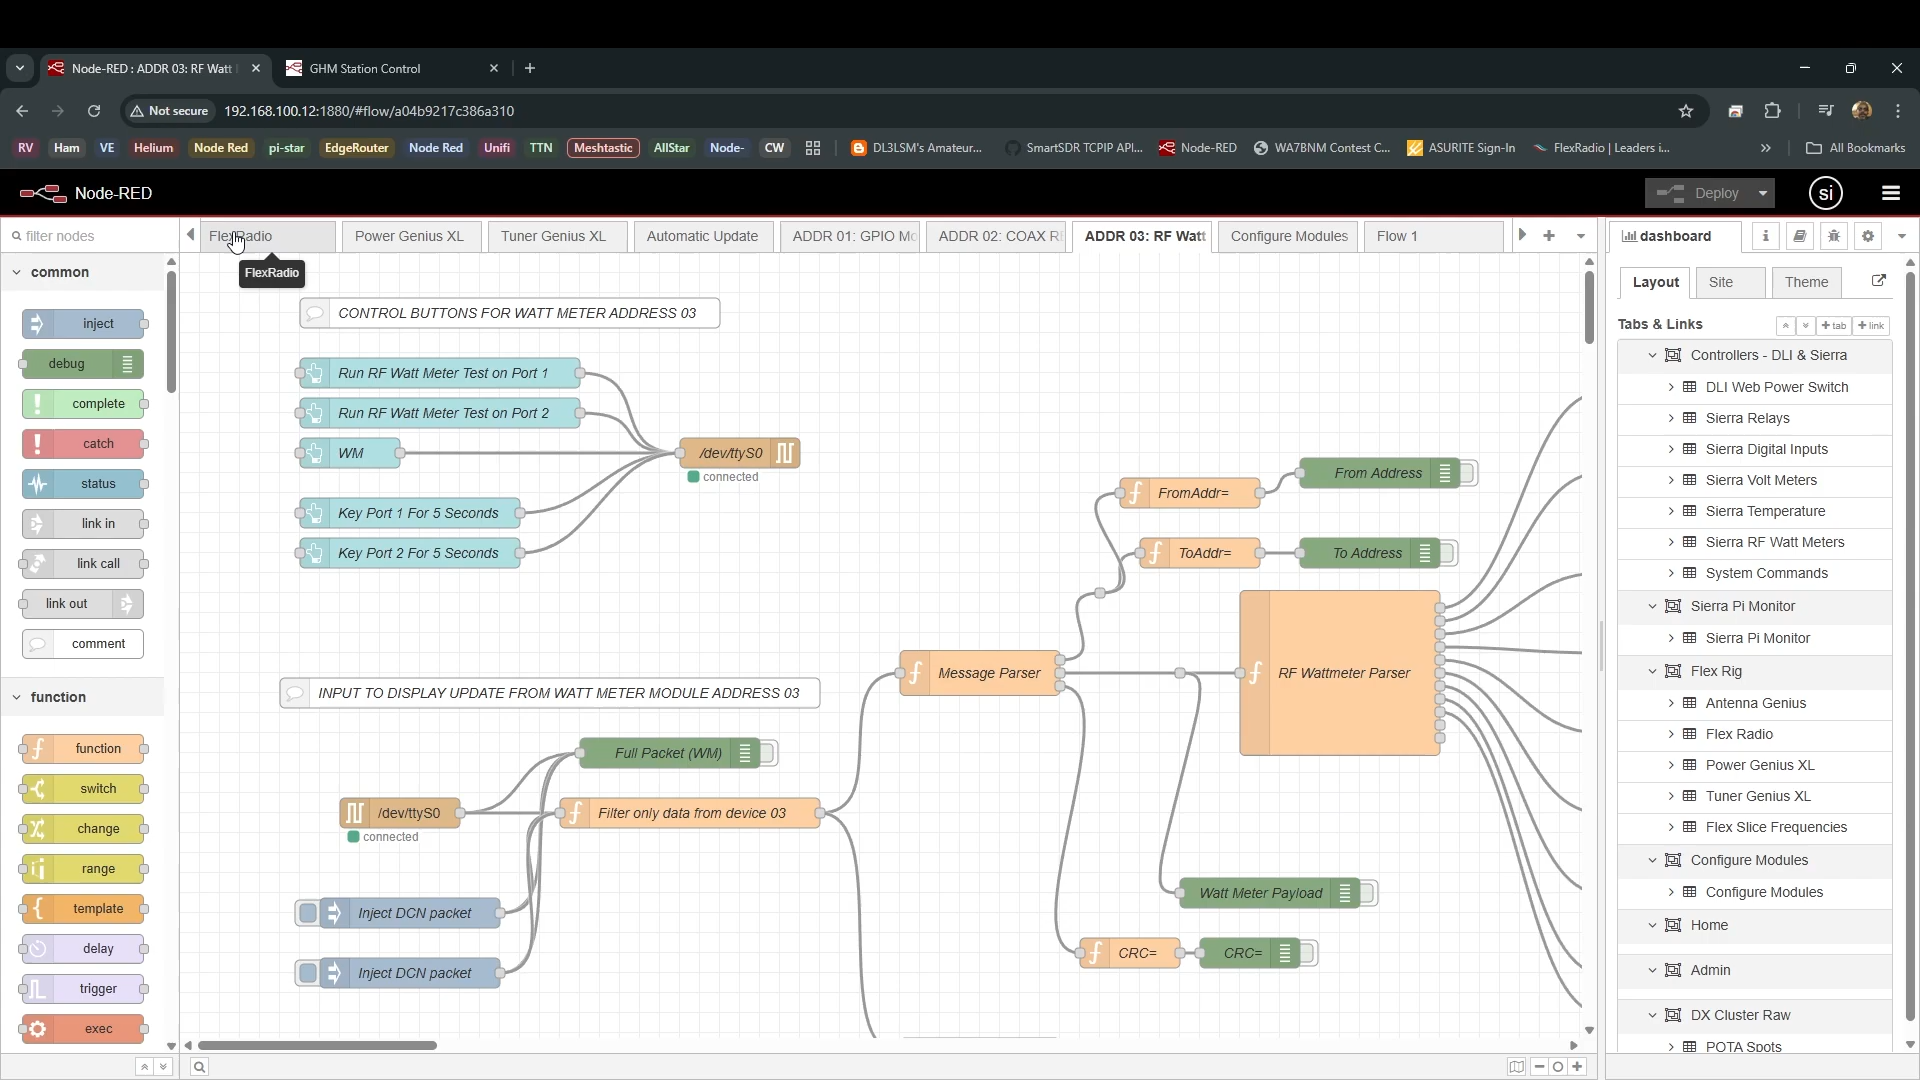 Node-RED : ADDR 03: RF Watt
GHM Station Control
Not secure
192.168.100.12:1880/#flow/a04b9217c386a310
RV
Ham
VE
Helium
Node Red
pi-star
EdgeRouter
Node Red
Unifi
TTN
Meshtastic
AllStar
Node-
CW
DL3LSM's Amateur...
SmartSDR TCPIP API...
Node-RED
WA7BNM Contest C...
ASURITE Sign-In
FlexRadio | Leaders i...
All Bookmarks
Node-RED
Deploy
si
filter nodes
FlexRadio
Power Genius XL
Tuner Genius XL
Automatic Update
ADDR 01: GPIO Mo
ADDR 02: COAX RE
ADDR 03: RF Watt
Configure Modules
Flow 1
dashboard
FlexRadio
common
inject
debug
complete
catch
status
link in
link call
link out
comment
function
function
switch
change
range
template
delay
trigger
exec
CONTROL BUTTONS FOR WATT METER ADDRESS 03
Run RF Watt Meter Test on Port 1
Run RF Watt Meter Test on Port 2
WM
/dev/ttyS0
connected
Key Port 1 For 5 Seconds
Key Port 2 For 5 Seconds
FromAddr=
From Address
ToAddr=
To Address
Message Parser
RF Wattmeter Parser
INPUT TO DISPLAY UPDATE FROM WATT METER MODULE ADDRESS 03
Full Packet (WM)
/dev/ttyS0
connected
Filter only data from device 03
Inject DCN packet
Inject DCN packet
Watt Meter Payload
CRC=
CRC=
Layout
Site
Theme
Tabs & Links
+tab
+link
Controllers - DLI & Sierra
DLI Web Power Switch
Sierra Relays
Sierra Digital Inputs
Sierra Volt Meters
Sierra Temperature
Sierra RF Watt Meters
System Commands
Sierra Pi Monitor
Sierra Pi Monitor
Flex Rig
Antenna Genius
Flex Radio
Power Genius XL
Tuner Genius XL
Flex Slice Frequencies
Configure Modules
Configure Modules
Home
Admin
DX Cluster Raw
POTA Spots